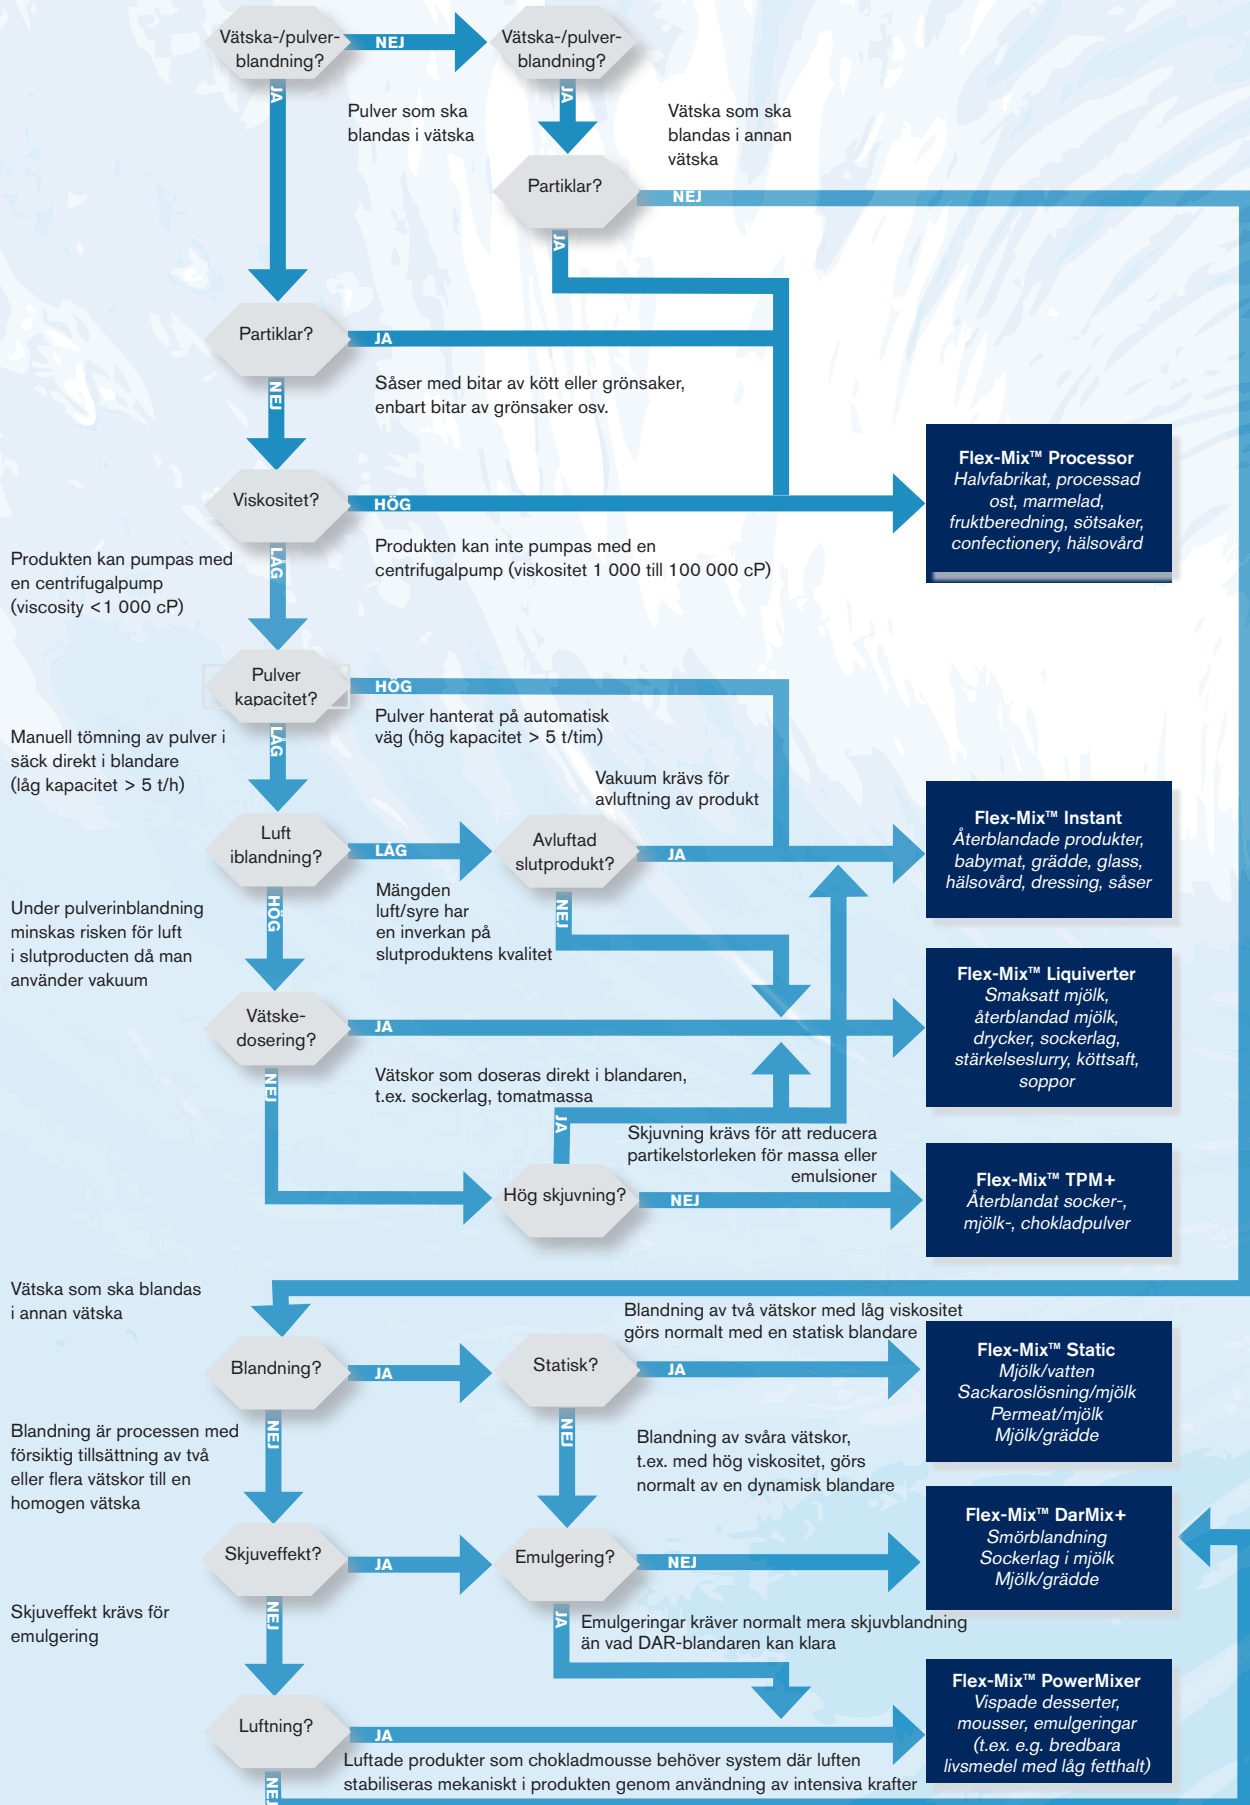 Vätska-/pulver-
blandning?
NEJ
Vätska-/pulver-
blandning?
JA
Pulver som ska
blandas i vätska
JA
Vätska som ska
blandas i annan
vätska
Partiklar?
NEJ
JA
Partiklar?
JA
NEJ
Såser med bitar av kött eller grönsaker,
enbart bitar av grönsaker osv.
Viskositet?
HÖG
Flex-Mix™ Processor
Halvfabrikat, processad
ost, marmelad,
fruktberedning, sötsaker,
confectionery, hälsovård
Produkten kan pumpas med
en centrifugalpump
(viscosity <1 000 cP)
LÅG
Produkten kan inte pumpas med en
centrifugalpump (viskositet 1 000 till 100 000 cP)
Pulver
kapacitet?
HÖG
Pulver hanterat på automatisk
väg (hög kapacitet > 5 t/tim)
Manuell tömning av pulver i
säck direkt i blandare
(låg kapacitet > 5 t/h)
LÅG
Vakuum krävs för
avluftning av produkt
Luft
iblandning?
LÅG
Avluftad
slutprodukt?
JA
Flex-Mix™ Instant
Återblandade produkter,
babymat, grädde, glass,
hälsovård, dressing, såser
Under pulverinblandning
minskas risken för luft
i slutproducten då man
använder vakuum
HÖG
Mängden
luft/syre har
en inverkan på
slutproduktens kvalitet
NEJ
Vätske-
dosering?
JA
Flex-Mix™ Liquiverter
Smaksatt mjölk,
återblandad mjölk,
drycker, sockerlag,
stärkelseslurry, köttsaft,
soppor
NEJ
Vätskor som doseras direkt i blandaren,
t.ex. sockerlag, tomatmassa
JA
Skjuvning krävs för att reducera
partikelstorleken för massa eller
emulsioner
Hög skjuvning?
NEJ
Flex-Mix™ TPM+
Återblandat socker-,
mjölk-, chokladpulver
Vätska som ska blandas
i annan vätska
Blandning av två vätskor med låg viskositet
görs normalt med en statisk blandare
Blandning?
JA
Statisk?
JA
Flex-Mix™ Static
Mjölk/vatten
Sackaroslösning/mjölk
Permeat/mjölk
Mjölk/grädde
Blandning är processen med
försiktig tillsättning av två
eller flera vätskor till en
homogen vätska
NEJ
NEJ
Blandning av svåra vätskor,
t.ex. med hög viskositet, görs
normalt av en dynamisk blandare
Skjuveffekt?
JA
Emulgering?
NEJ
Flex-Mix™ DarMix+
Smörblandning
Sockerlag i mjölk
Mjölk/grädde
Skjuveffekt krävs för
emulgering
NEJ
JA
Emulgeringar kräver normalt mera skjuvblandning
än vad DAR-blandaren kan klara
Luftning?
JA
Flex-Mix™ PowerMixer
Vispade desserter,
mousser, emulgeringar
(t.ex. e.g. bredbara
livsmedel med låg fetthalt)
Luftade produkter som chokladmousse behöver system där luften
stabiliseras mekaniskt i produkten genom användning av intensiva krafter
NEJ